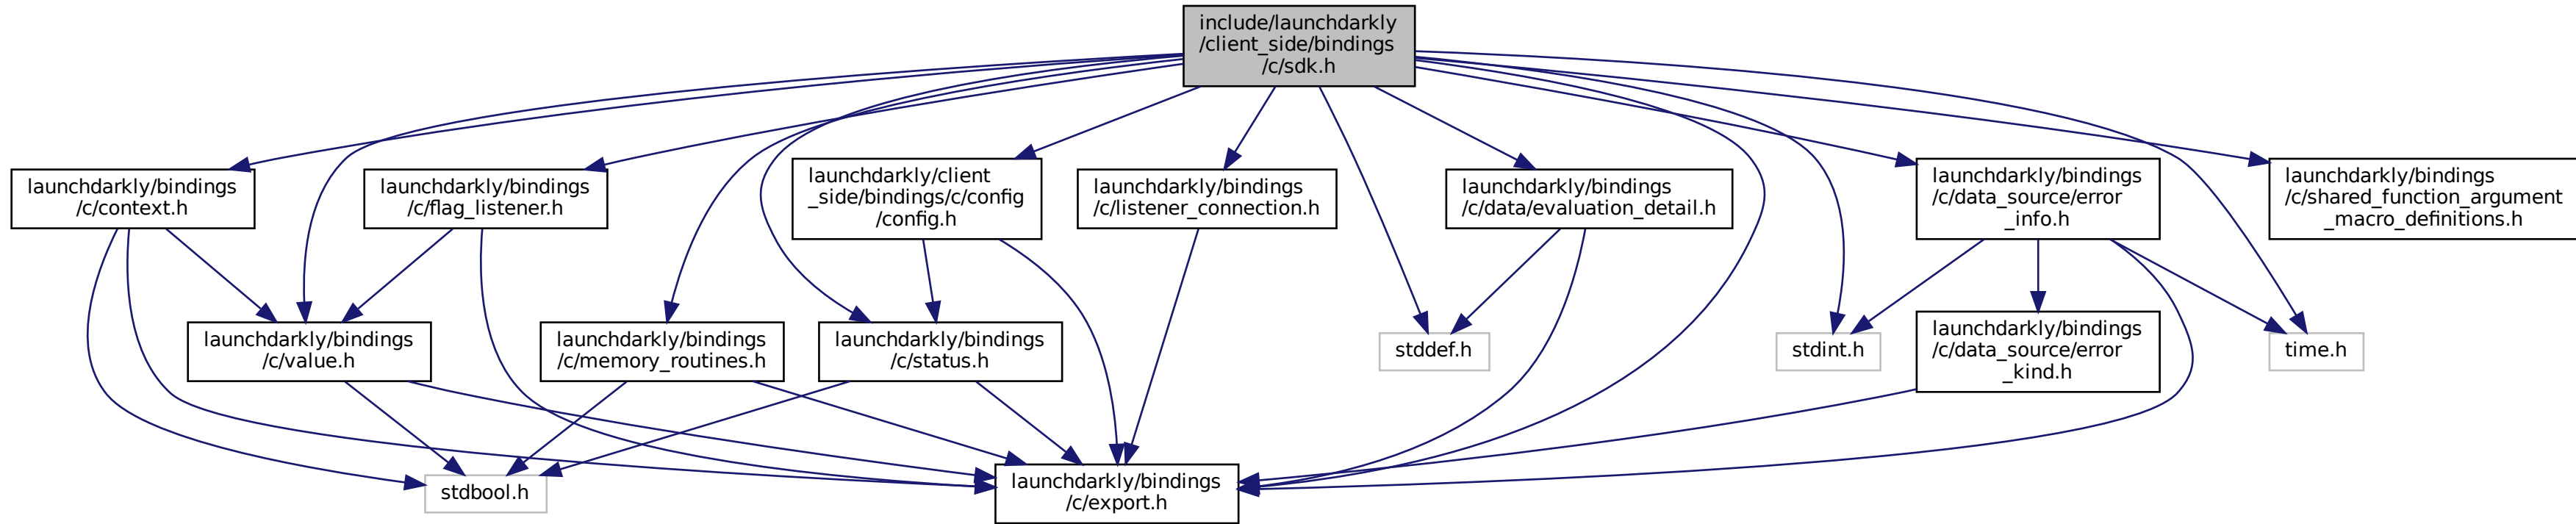 include/launchdarkly
/client_side/bindings
/c/sdk.h
launchdarkly/bindings
/c/context.h
launchdarkly/bindings
/c/flag_listener.h
launchdarkly/client
_side/bindings/c/config
/config.h
launchdarkly/bindings
/c/listener_connection.h
launchdarkly/bindings
/c/data/evaluation_detail.h
launchdarkly/bindings
/c/data_source/error
_info.h
launchdarkly/bindings
/c/shared_function_argument
_macro_definitions.h
launchdarkly/bindings
/c/value.h
launchdarkly/bindings
/c/memory_routines.h
launchdarkly/bindings
/c/status.h
stddef.h
stdint.h
launchdarkly/bindings
/c/data_source/error
_kind.h
time.h
stdbool.h
launchdarkly/bindings
/c/export.h